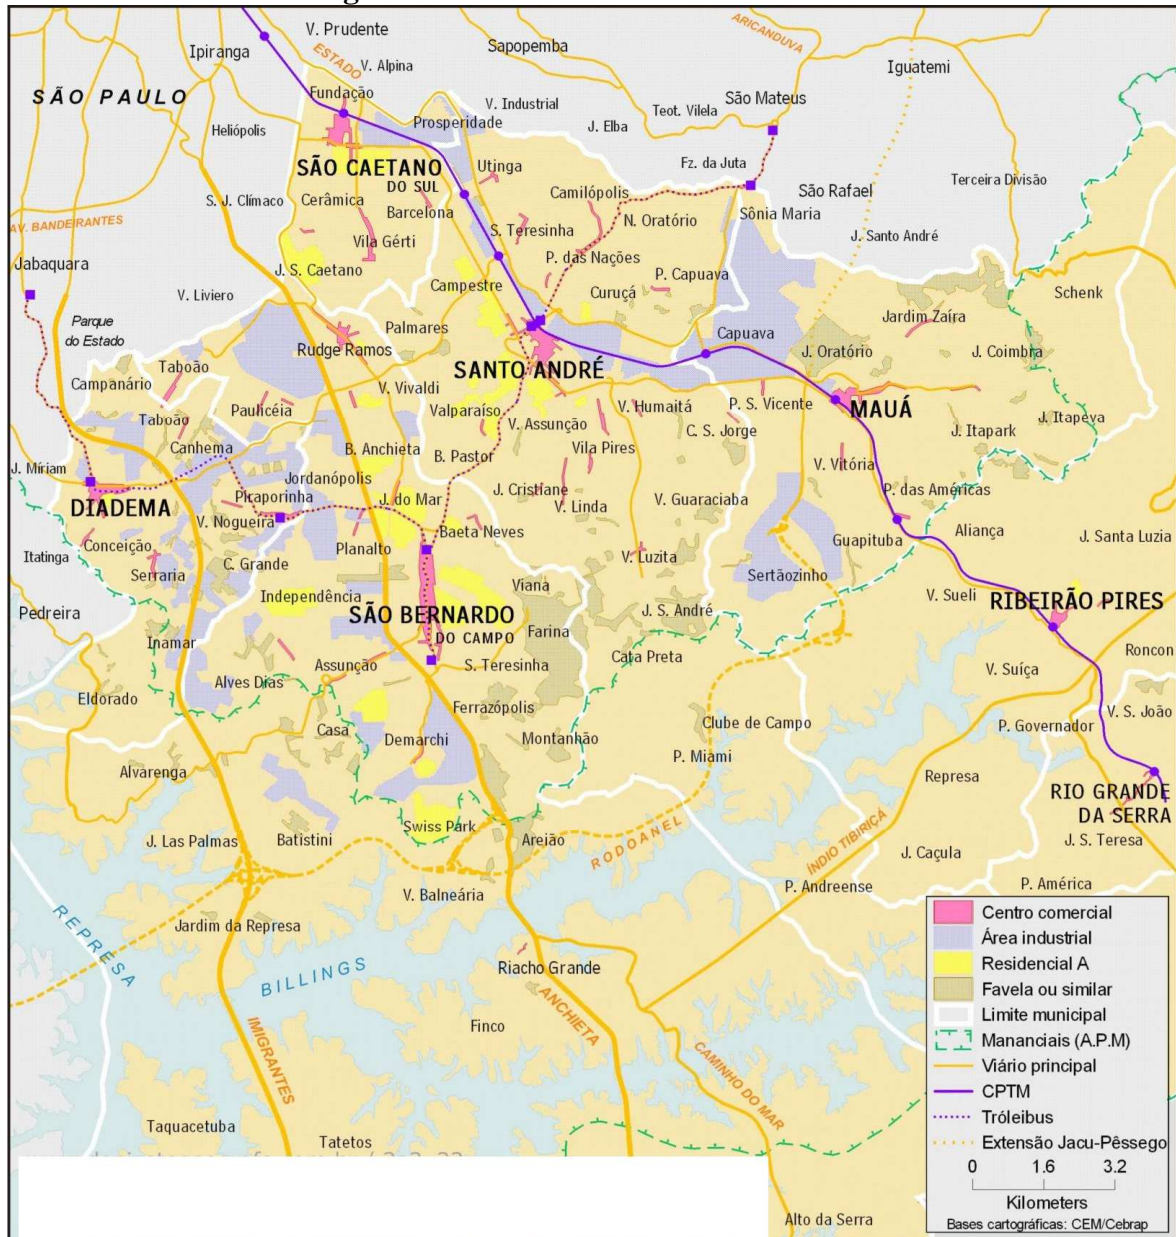 V. Prudente
Ipiranga
Sapopemba
ARICANDUVA
ESTADO
V. Alpina
Iguatemi
SÃO PAULO
Fundação
V. Industrial
Teot. Vilela
São Mateus
Heliópolis
Prosperidade
J. Elba
SÃO CAETANO
DO SUL
Utinga
Fz. da Juta
São Rafael
Terceira Divisão
S. J. Clímaco
Cerâmica
Barcelona
Camilópolis
N. Oratório
Sônia Maria
AV. BANDEIRANTES
S. Teresinha
J. Santo André
Vila Gérti
Jabaquara
J. S. Caetano
P. das Nações
P. Capuava
Campestre
Curuçá
Schenk
V. Liviero
Jardim Zaíra
Parque
do Estado
Palmares
Rudge Ramos
Capuava
J. Oratório
J. Coimbra
Taboão
Campanário
SANTO ANDRÉ
V. Vivaldi
Paulicéia
Valparaíso
V. Humaitá
P. S. Vicente
MAUÁ
Taboão
V. Assunção
C. S. Jorge
J. Itapeva
Canhema
B. Anchieta
Vila Pires
J. Itapark
B. Pastor
J. Míriam
Jordanópolis
V. Vitória
Piraporinha
J. do Mar
J. Cristiane
V. Linda
V. Guaraciaba
P. das Américas
DIADEMA
V. Nogueira
Baeta Neves
Aliança
Itatinga
Conceição
Planalto
Guapituba
J. Santa Luzia
Serraria
C. Grande
V. Luzita
Viana
Sertãozinho
Independência
V. Sueli
RIBEIRÃO PIRES
Pedreira
SÃO BERNARDO
DO CAMPO
J. S. André
Farina
Inamar
Cata Preta
Roncon
Assunção
S. Teresinha
V. Suíça
Alves Dias
Eldorado
Ferrazópolis
V. S. João
Casa
Clube de Campo
P. Governador
Demarchi
Montanhão
P. Miami
Alvarenga
Represa
RIO GRANDE
DA SERRA
Swiss Park
RODOANEL
ÍNDIO TIBIRIÇA
J. Las Palmas
Batistini
Areião
J. S. Teresa
J. Caçula
P. Andreense
P. América
V. Balneária
REPRESA
Jardim da Represa
BILLINGS
Riacho Grande
ANCHIETA
IMIGRANTES
Finco
CAMINHO DO MAR
Taquacetuba
Tatetos
Alto da Serra
Centro comercial
Área industrial
Residencial A
Favela ou similar
Limite municipal
Mananciais (A.P.M)
Viário principal
CPTM
Tróleibus
Extensão Jacu-Pêssego
0 1.6 3.2
Kilometers
Bases cartográficas: CEM/Cebrap